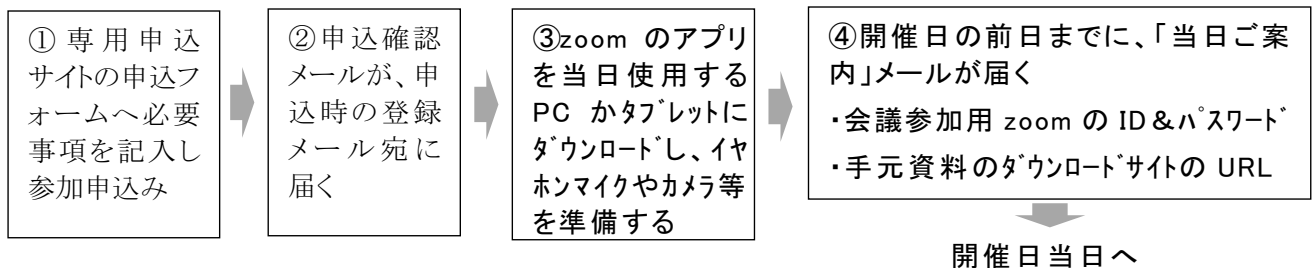 ①専用申込
サイトの申込フ
ォームへ必要
事項を記入し
参加申込み
②申込確認
メールが、申
込時の登録
メール宛に
届く
③zoom のアプリ
を当日使用する
PC かﾀﾌﾞﾚｯﾄに
ﾀﾞｳﾝﾛｰﾄﾞし、イヤ
ホンマイクやカメラ等
を準備する
④開催日の前日までに、「当日ご案
内」メールが届く
・会議参加用 zoom の ID＆ﾊﾟｽﾜｰﾄﾞ
・手元資料のﾀﾞｳﾝﾛｰﾄﾞサイトの URL
開催日当日へ